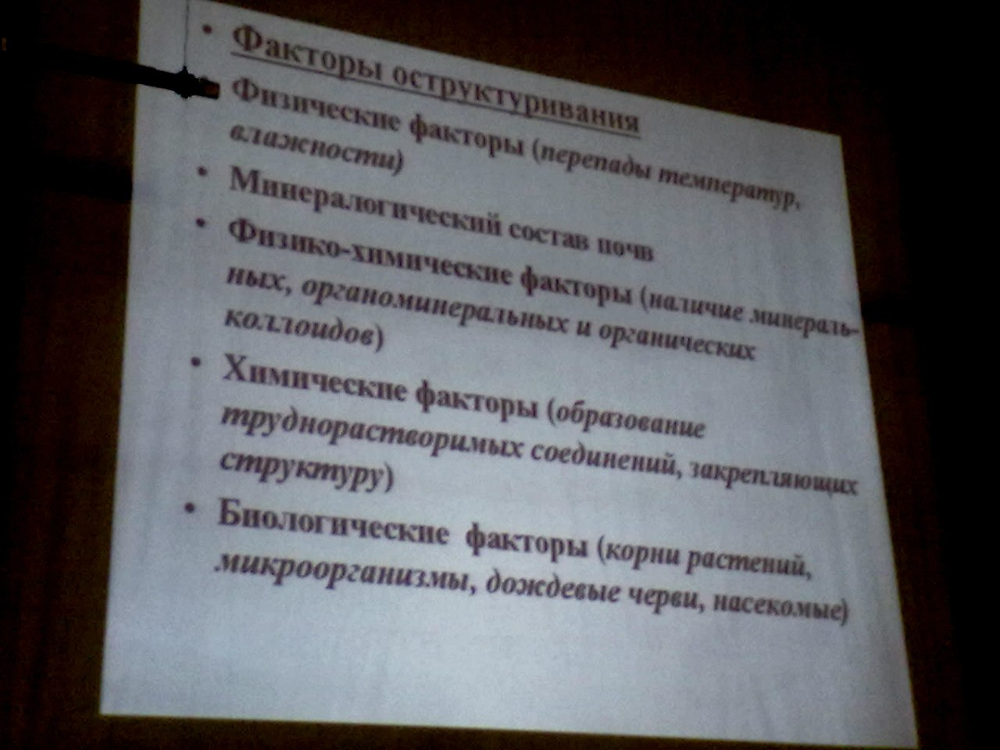 • Факторы оструктуривания
Физические факторы (перепады температур,
влажности)
• Минералогический состав почв
• Физико-химические факторы (наличие минераль-
ных, органоминеральных и органических
коллоидов)
• Химические факторы (образование
труднорастворимых соединений, закрепляющих
структуру)
• Биологические факторы (корни растений,
микроорганизмы, дождевые черви, насекомые)